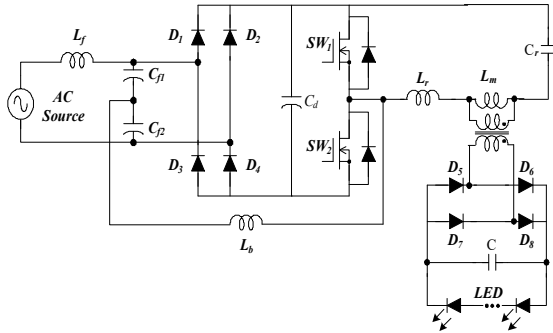 L_f
D_1
D_2
SW_1
C_r
C_f1
AC
Source
L_r
L_m
C_d
C_f2
SW_2
D_3
D_4
D_5
D_6
L_b
D_7
D_8
C
LED